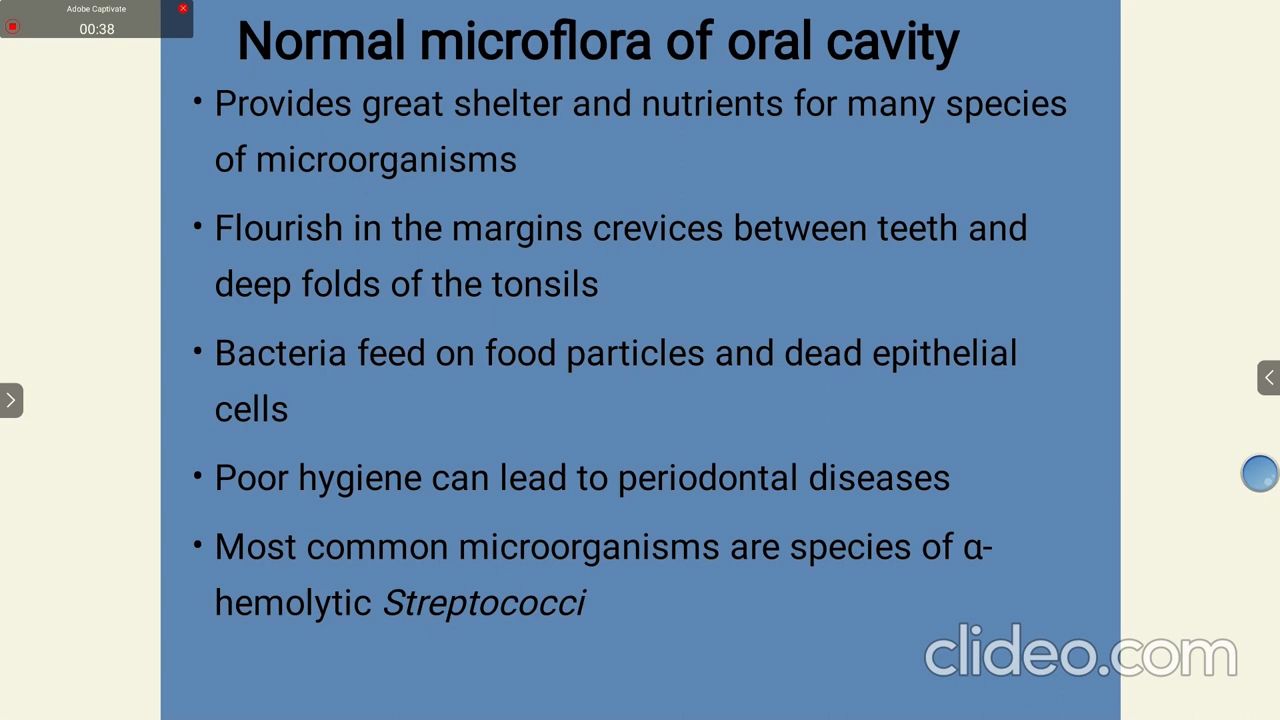 Adobe Captivate
00:38
Normal microflora of oral cavity
• Provides great shelter and nutrients for many species
of microorganisms
• Flourish in the margins crevices between teeth and
deep folds of the tonsils
• Bacteria feed on food particles and dead epithelial
cells
• Poor hygiene can lead to periodontal diseases
• Most common microorganisms are species of α-
hemolytic Streptococci
clideo.com